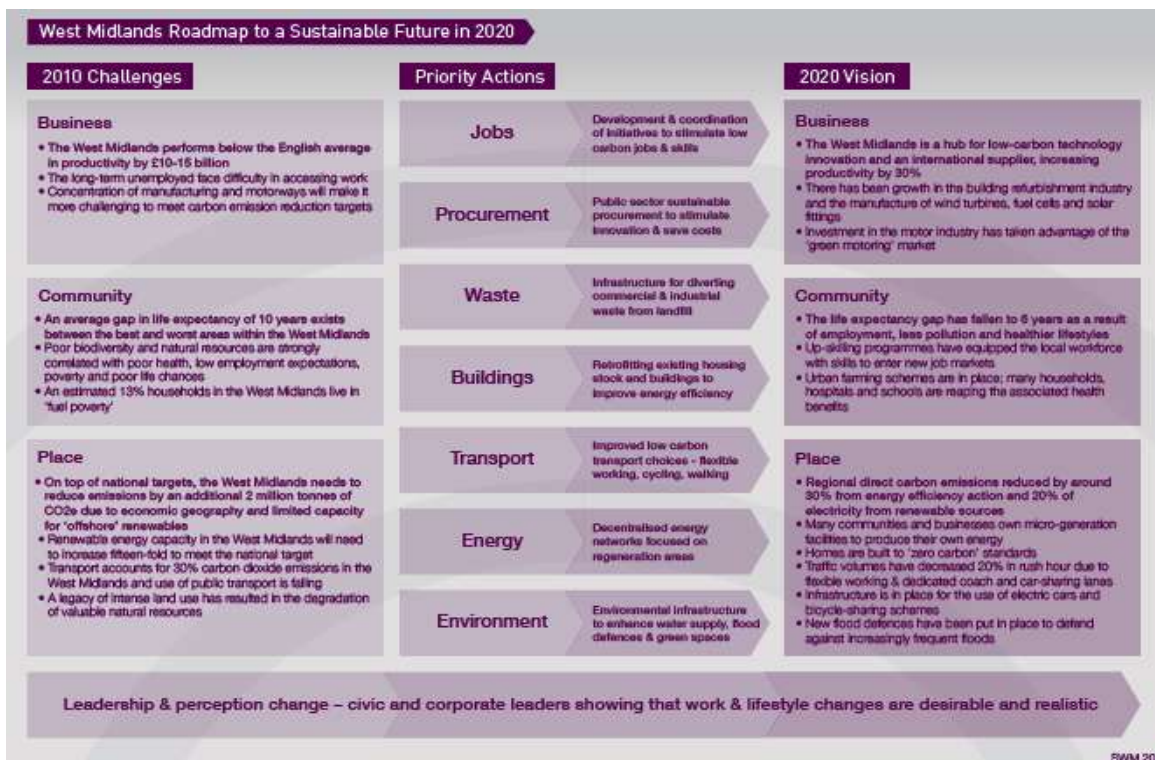 West Midlands Roadmap to a Sustainable Future in 2020
2010 Challenges
Business
• The West Midlands performs below the English average
in productivity by £10-15 billion
• The long-term unemployed face difficulty in accessing work
• Concentration of manufacturing and motorways will make it
more challenging to meet carbon emission reduction targets
Community
• An average gap in life expectancy of 10 years exists
between the best and worst areas within the West Midlands
• Poor biodiversity and natural resources are strongly
correlated with poor health, low employment expectations,
poverty and poor life chances
• An estimated 13% households in the West Midlands live in
'fuel poverty'
Place
• On top of national targets, the West Midlands needs to
reduce emissions by an additional 2 million tonnes of
CO2e due to economic geography and limited capacity
for 'offshore' renewables
• Renewable energy capacity in the West Midlands will need
to increase fifteen-fold to meet the national target
• Transport accounts for 30% carbon dioxide emissions in the
West Midlands and use of public transport is falling
• A legacy of intense land use has resulted in the degradation
of valuable natural resources
Priority Actions
Jobs
Development & coordination
of initiatives to stimulate low
carbon jobs & skills
Procurement
Public sector sustainable
procurement to stimulate
innovation & save costs
Waste
Infrastructure for diverting
commercial & industrial
waste from landfill
Buildings
Retrofitting existing housing
stock and buildings to
improve energy efficiency
Transport
Improved low carbon
transport choices - flexible
working, cycling, walking
Energy
Decentralised energy
networks focused on
regeneration areas
Environment
Environmental infrastructure
to enhance water supply, flood
defences & green spaces
2020 Vision
Business
• The West Midlands is a hub for low-carbon technology
innovation and an international supplier, increasing
productivity by 30%
• There has been growth in the building refurbishment industry
and the manufacture of wind turbines, fuel cells and solar
fittings
• Investment in the motor industry has taken advantage of the
'green motoring' market
Community
• The life expectancy gap has fallen to 6 years as a result
of employment, less pollution and healthier lifestyles
• Up-skilling programmes have equipped the local workforce
with skills to enter new job markets
• Urban farming schemes are in place; many households,
hospitals and schools are reaping the associated health
benefits
Place
• Regional direct carbon emissions reduced by around
30% from energy efficiency action and 20% of
electricity from renewable sources
• Many communities and businesses own micro-generation
facilities to produce their own energy
• Homes are built to 'zero carbon' standards
• Traffic volumes have decreased 20% in rush hour due to
flexible working & dedicated coach and car-sharing lanes
• Infrastructure is in place for the use of electric cars and
bicycle-sharing schemes
• New flood defences have been put in place to defend
against increasingly frequent floods
Leadership & perception change – civic and corporate leaders showing that work & lifestyle changes are desirable and realistic